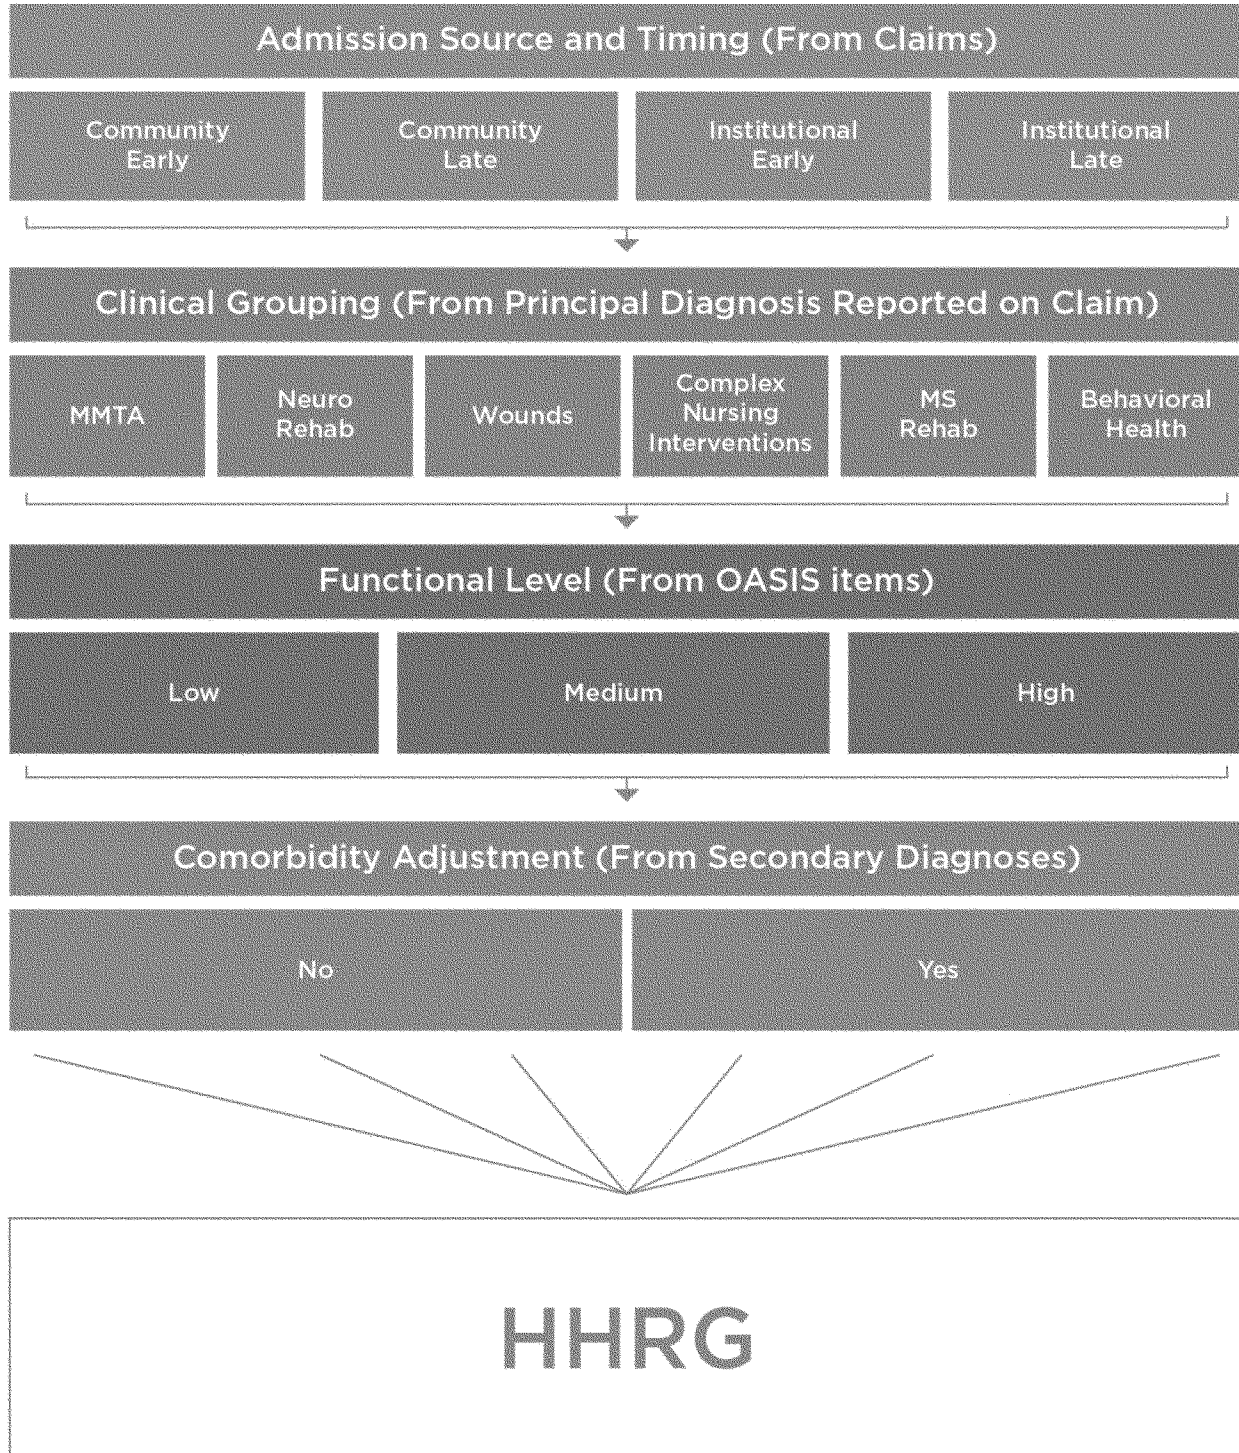 Admission Source and Timing (From Claims)
Community
Early
Community
Late
Institutional
Early
Institutional
Late
Clinical Grouping (From Principal Diagnosis Reported on Claim)
MMTA
Neuro
Rehab
Wounds
Complex
Nursing
Interventions
MS
Rehab
Behavioral
Health
Functional Level (From OASIS items)
Low
Medium
High
Comorbidity Adjustment (From Secondary Diagnoses)
No
Yes
HHRG